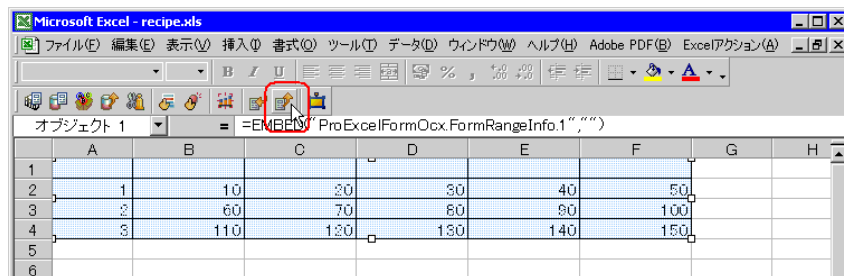 Microsoft Excel - recipe.xls
ファイル(F) 編集(E) 表示(V) 挿入(I) 書式(O) ツール(T) データ(D) ウィンドウ(W) ヘルプ(H) Adobe PDF(B) Excelアクション(A)
B I U % ,
オブジェクト 1 = =EMBED("ProExcelFormOcx.FormRangeInfo.1","")
A B C D E F G H
1
2 1 10 20 30 40 50
3 2 60 70 80 90 100
4 3 110 120 130 140 150
5
6